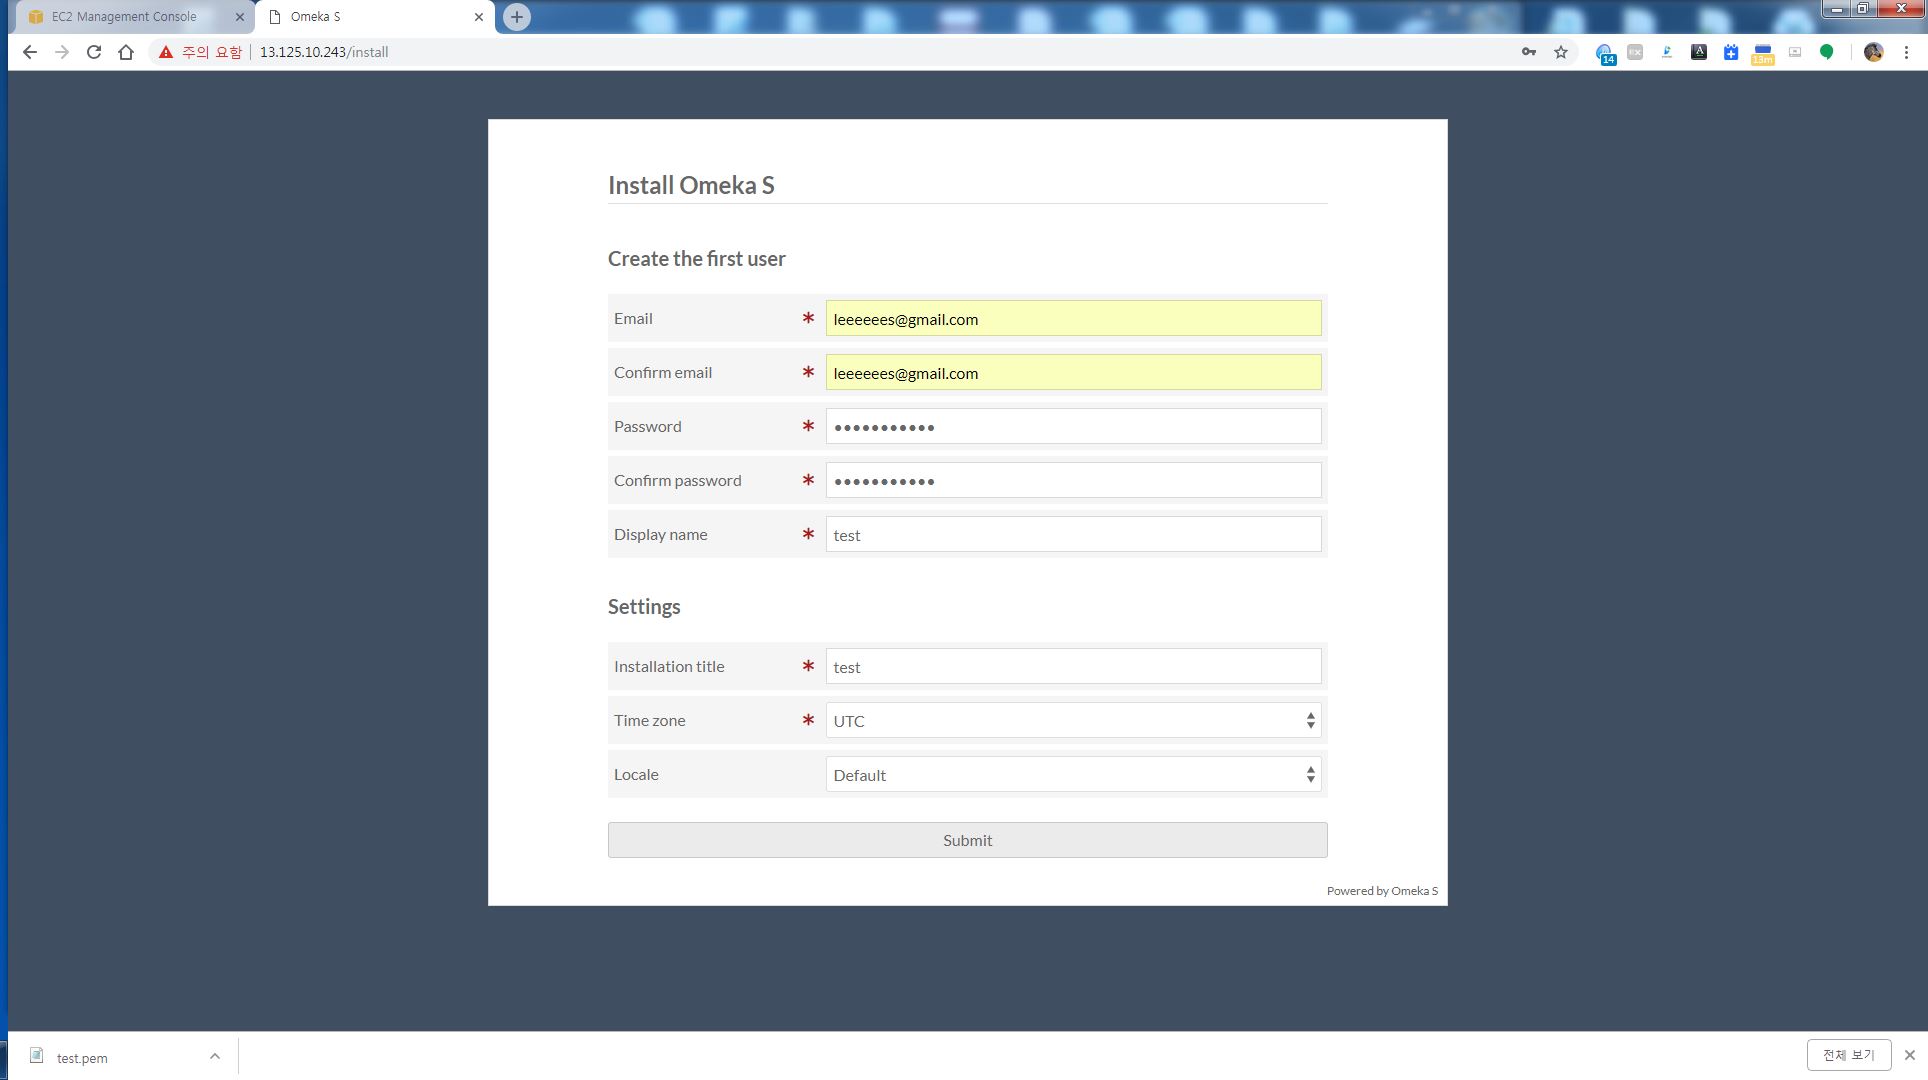 EC2 Management Console
Omeka S
주의 요함 13.125.10.243/install
14
EX
A
13m
Install Omeka S
Create the first user
Email * leeeeees@gmail.com
Confirm email * leeeeees@gmail.com
Password * •••••••••••
Confirm password * •••••••••••
Display name * test
Settings
Installation title * test
Time zone * UTC
Locale Default
Submit
Powered by Omeka S
test.pem
전체 보기